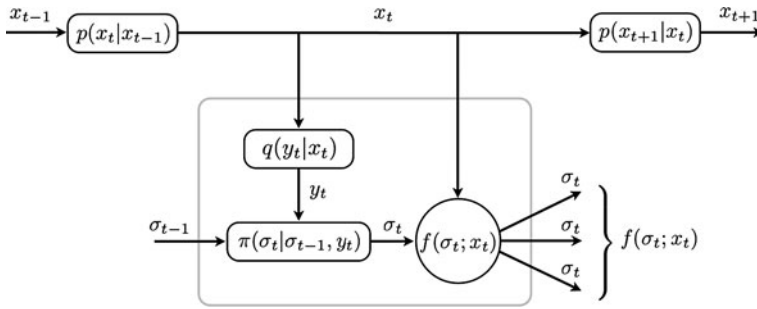 x_{t-1} x_t x_{t+1}
p(x_t|x_{t-1}) p(x_{t+1}|x_t)
q(y_t|x_t)
y_t
σ_t
σ_{t-1} σ_t σ_t
π(σ_t|σ_{t-1}, y_t) f(σ_t; x_t) f(σ_t; x_t)
σ_t